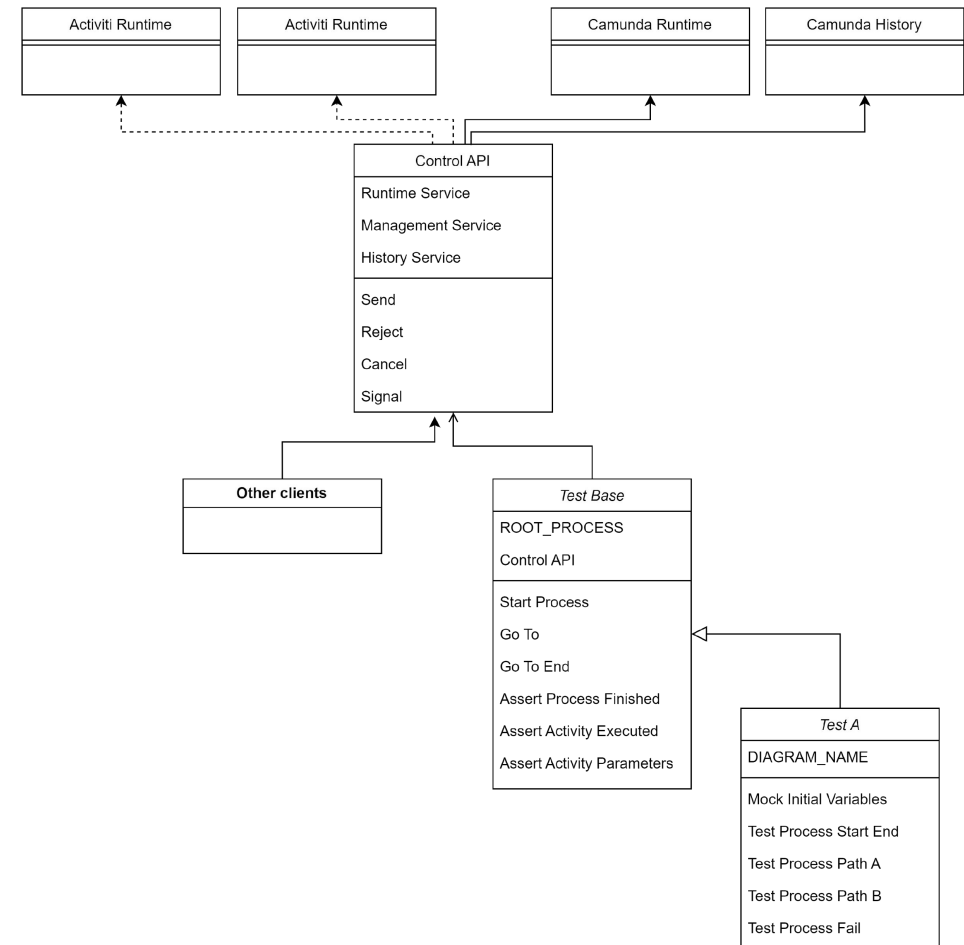 Activiti Runtime
Activiti Runtime
Camunda Runtime
Camunda History
Control API
Runtime Service
Management Service
History Service
Send
Reject
Cancel
Signal
Other clients
Test Base
ROOT_PROCESS
Control API
Start Process
Go To
Go To End
Assert Process Finished
Assert Activity Executed
Assert Activity Parameters
Test A
DIAGRAM_NAME
Mock Initial Variables
Test Process Start End
Test Process Path A
Test Process Path B
Test Process Fail